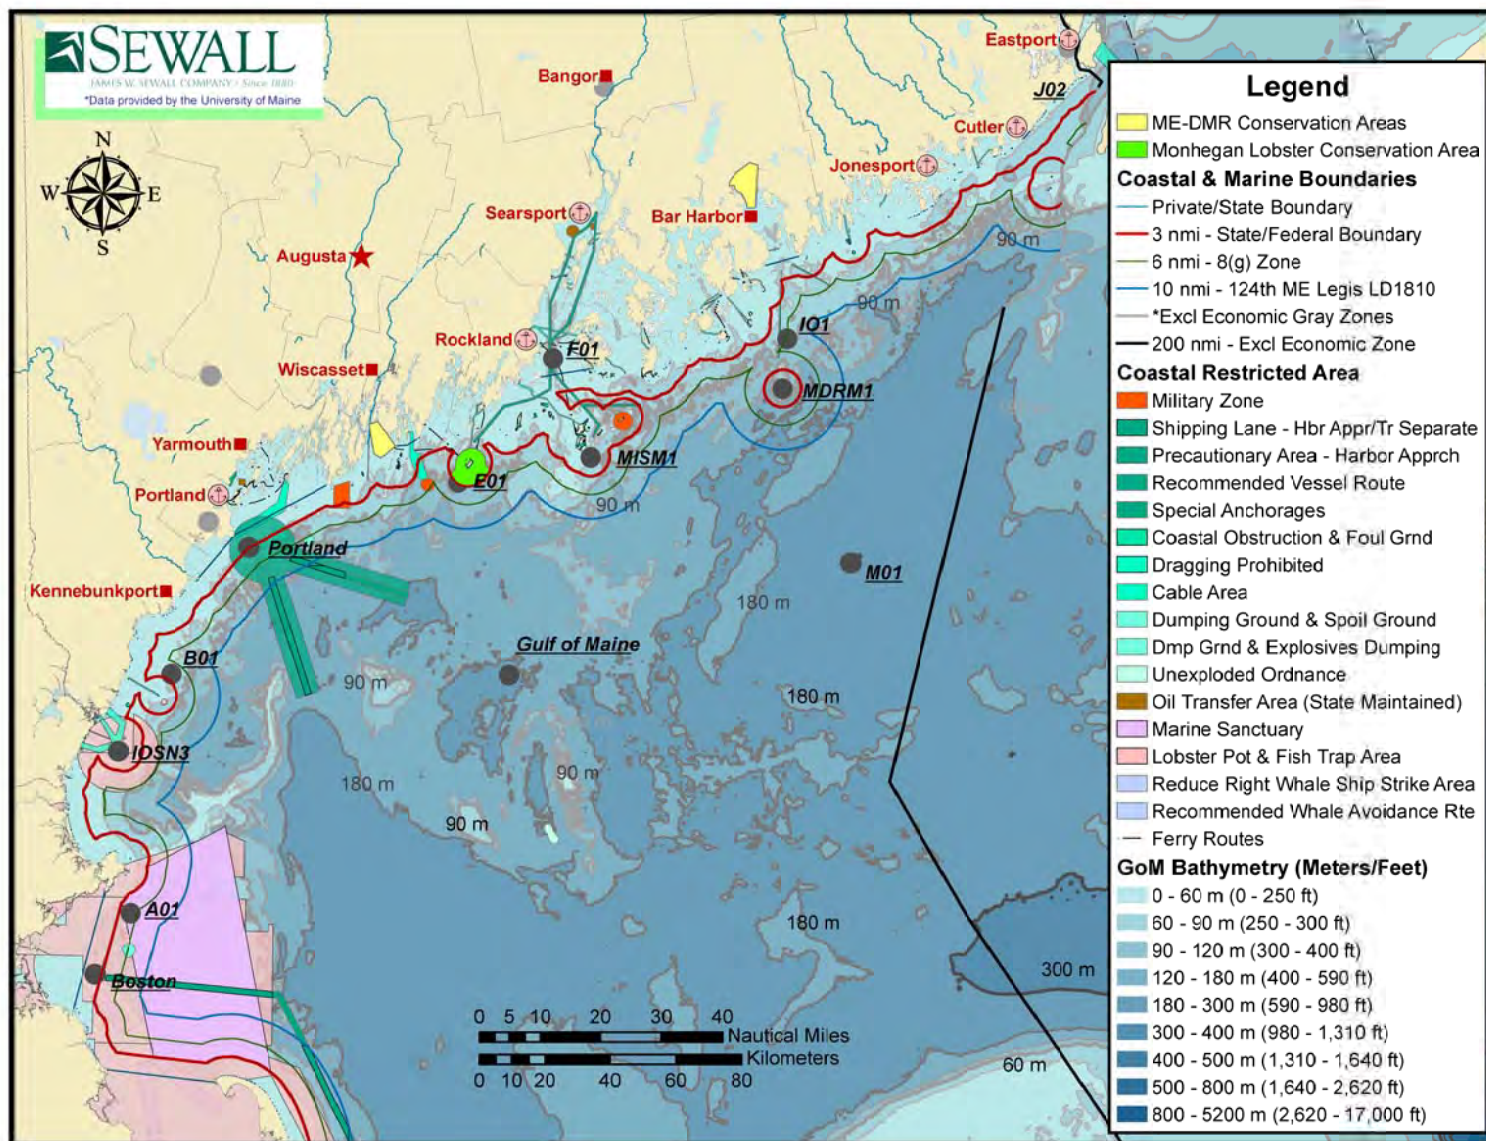 SEWALL
JAMES W. SEWALL COMPANY • Since 1880
*Data provided by the University of Maine
N
W E
S
Eastport
J02
Bangor
Cutler
Jonesport
Searsport
Bar Harbor
90 m
Augusta
90 m
IO1
Rockland
F01
Wiscasset
MDRM1
Yarmouth
MISM1
E01
Portland
90 m
Portland
M01
Kennebunkport
180 m
Gulf of Maine
B01
90 m
180 m
IOSN3
90 m
180 m
90 m
A01
180 m
Boston
300 m
0 5 10 20 30 40
Nautical Miles
Kilometers
0 10 20 40 60 80
60 m
Legend
ME-DMR Conservation Areas
Monhegan Lobster Conservation Area
Coastal & Marine Boundaries
Private/State Boundary
3 nmi - State/Federal Boundary
6 nmi - 8(g) Zone
10 nmi - 124th ME Legis LD1810
*Excl Economic Gray Zones
200 nmi - Excl Economic Zone
Coastal Restricted Area
Military Zone
Shipping Lane - Hbr Appr/Tr Separate
Precautionary Area - Harbor Apprch
Recommended Vessel Route
Special Anchorages
Coastal Obstruction & Foul Grnd
Dragging Prohibited
Cable Area
Dumping Ground & Spoil Ground
Dmp Grnd & Explosives Dumping
Unexploded Ordnance
Oil Transfer Area (State Maintained)
Marine Sanctuary
Lobster Pot & Fish Trap Area
Reduce Right Whale Ship Strike Area
Recommended Whale Avoidance Rte
Ferry Routes
GoM Bathymetry (Meters/Feet)
0 - 60 m (0 - 250 ft)
60 - 90 m (250 - 300 ft)
90 - 120 m (300 - 400 ft)
120 - 180 m (400 - 590 ft)
180 - 300 m (590 - 980 ft)
300 - 400 m (980 - 1,310 ft)
400 - 500 m (1,310 - 1,640 ft)
500 - 800 m (1,640 - 2,620 ft)
800 - 5200 m (2,620 - 17,000 ft)